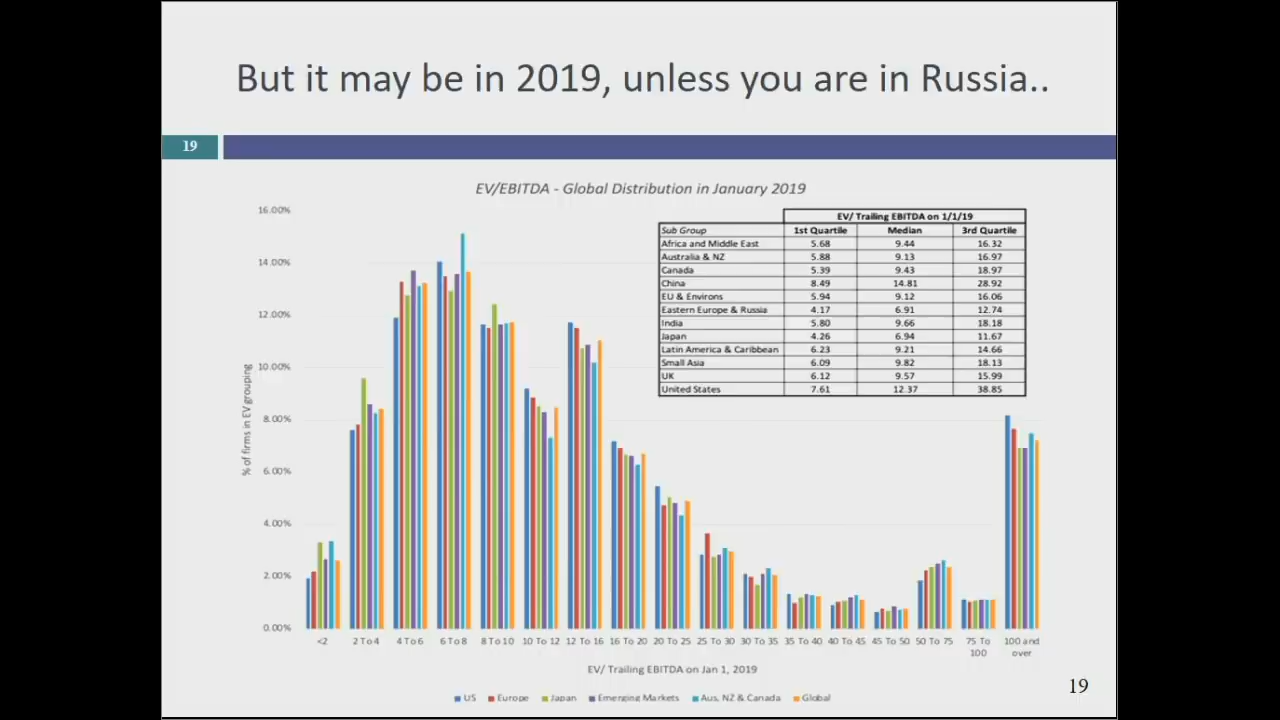 But it may be in 2019, unless you are in Russia..
19
EV/EBITDA - Global Distribution in January 2019
16.00%
14.00%
12.00%
10.00%
8.00%
6.00%
4.00%
2.00%
0.00%
% of firms in EV grouping
EV/ Trailing EBITDA on 1/1/19
Sub Group 1st Quartile Median 3rd Quartile
Africa and Middle East 5.68 9.44 16.32
Australia & NZ 5.88 9.13 16.97
Canada 5.39 9.43 18.97
China 8.49 14.81 28.92
EU & Environs 5.94 9.12 16.06
Eastern Europe & Russia 4.17 6.91 12.74
India 5.80 9.66 18.18
Japan 4.26 6.94 11.67
Latin America & Caribbean 6.23 9.21 14.66
Small Asia 6.09 9.82 18.13
UK 6.12 9.57 15.99
United States 7.61 12.37 38.85
<2 2 To 4 4 To 6 6 To 8 8 To 10 10 To 12 12 To 16 16 To 20 20 To 25 25 To 30 30 To 35 35 To 40 40 To 45 45 To 50 50 To 75 75 To 100 100 and over
EV/ Trailing EBITDA on Jan 1, 2019
US Europe Japan Emerging Markets Aus, NZ & Canada Global
19